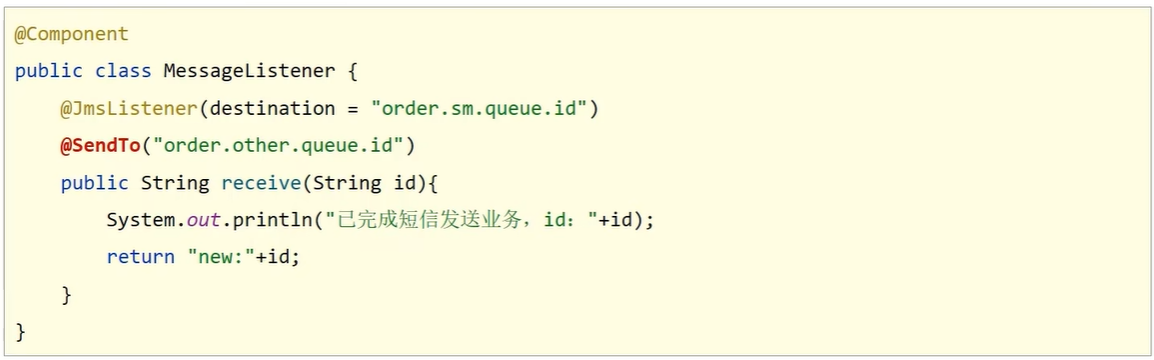 @Component
public class MessageListener {
    @JmsListener(destination = "order.sm.queue.id")
    @SendTo("order.other.queue.id")
    public String receive(String id){
        System.out.println("已完成短信发送业务，id："+id);
        return "new:"+id;
    }
}